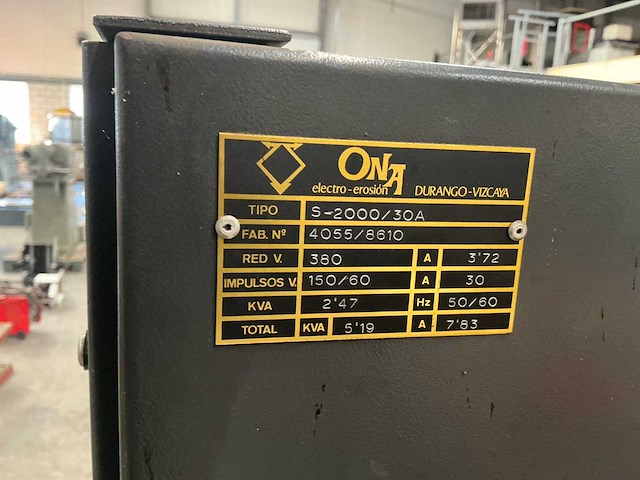 ONA
electro-erosión DURANGO-VIZCAYA
TIPO S-2000/30A
FAB. Nº 4055/8610
RED V. 380 A 3'72
IMPULSOS V. 150/60 A 30
KVA 2'47 Hz 50/60
TOTAL KVA 5'19 A 7'83